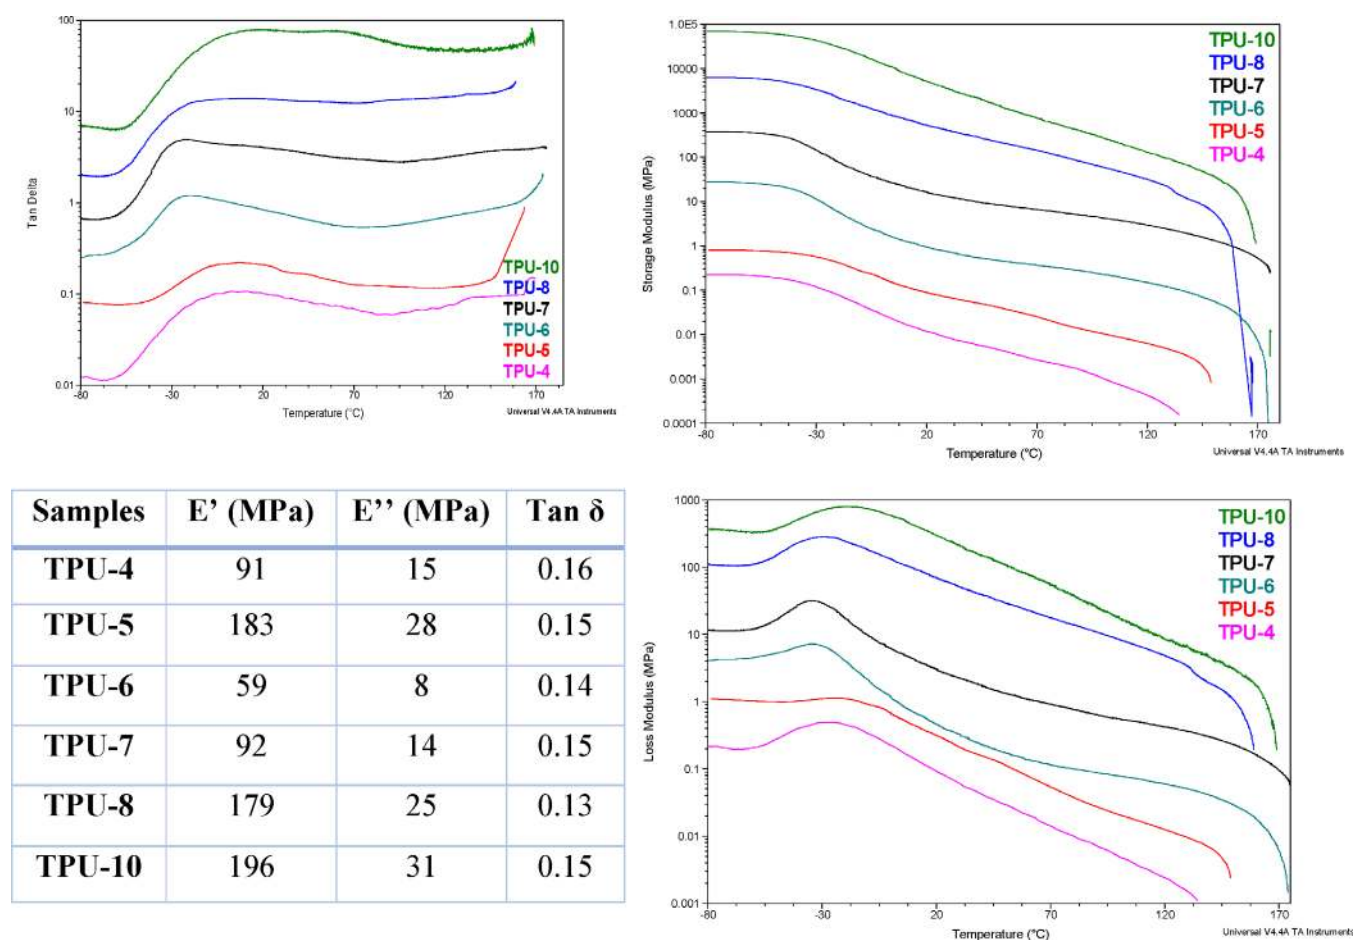 100
10
1
0.1
0.01
Tan Delta
-80
-30
20
70
120
170
Temperature (°C)
Universal V4.4A TA Instruments
TPU-10
TPU-8
TPU-7
TPU-6
TPU-5
TPU-4
1.0E5
10000
1000
100
10
1
0.1
0.01
0.001
0.0001
Storage Modulus (MPa)
-80
-30
20
70
120
170
Temperature (°C)
Universal V4.4A TA Instruments
TPU-10
TPU-8
TPU-7
TPU-6
TPU-5
TPU-4
Samples E' (MPa) E'' (MPa) Tan δ
TPU-4 91 15 0.16
TPU-5 183 28 0.15
TPU-6 59 8 0.14
TPU-7 92 14 0.15
TPU-8 179 25 0.13
TPU-10 196 31 0.15
1000
100
10
1
0.1
0.01
0.001
Loss Modulus (MPa)
-80
-30
20
70
120
170
Temperature (°C)
Universal V4.4A TA Instruments
TPU-10
TPU-8
TPU-7
TPU-6
TPU-5
TPU-4